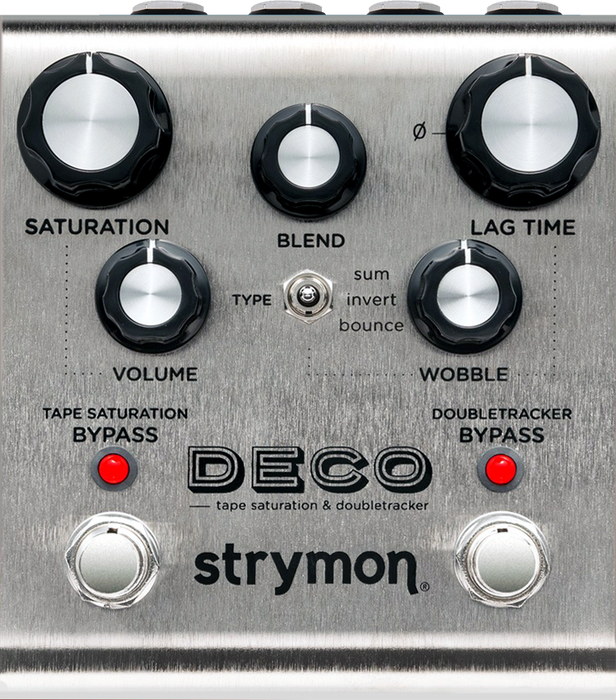 Ø
SATURATION
BLEND
LAG TIME
TYPE
sum
invert
bounce
VOLUME
WOBBLE
TAPE SATURATION
BYPASS
DOUBLETRACKER
BYPASS
DECO
tape saturation & doubletracker
strymon®